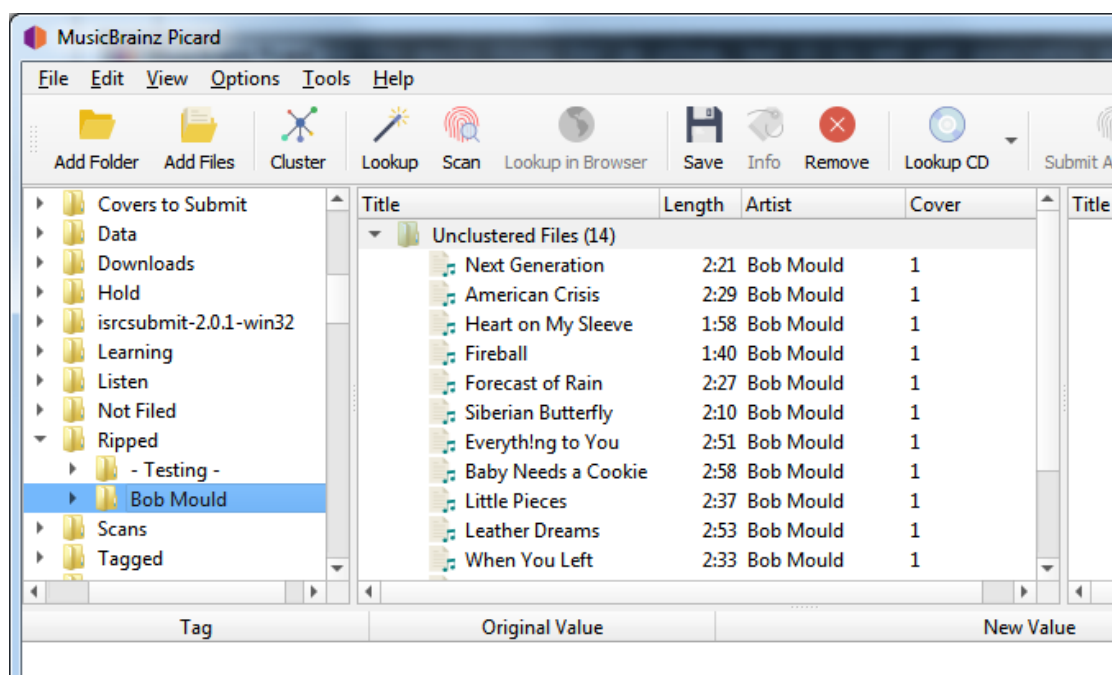 MusicBrainz Picard
File Edit View Options Tools Help
Add Folder Add Files Cluster Lookup Scan Lookup in Browser Save Info Remove Lookup CD Submit A
Covers to Submit
Data
Downloads
Hold
isrcsubmit-2.0.1-win32
Learning
Listen
Not Filed
Ripped
- Testing -
Bob Mould
Scans
Tagged
Title Length Artist Cover
Unclustered Files (14)
Next Generation 2:21 Bob Mould 1
American Crisis 2:29 Bob Mould 1
Heart on My Sleeve 1:58 Bob Mould 1
Fireball 1:40 Bob Mould 1
Forecast of Rain 2:27 Bob Mould 1
Siberian Butterfly 2:10 Bob Mould 1
Everyth!ng to You 2:51 Bob Mould 1
Baby Needs a Cookie 2:58 Bob Mould 1
Little Pieces 2:37 Bob Mould 1
Leather Dreams 2:53 Bob Mould 1
When You Left 2:33 Bob Mould 1
Title
Tag Original Value New Value